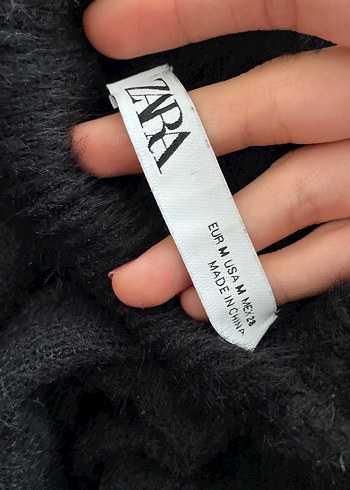 ZARA
EUR M USA M MEX 28
MADE IN CHINA